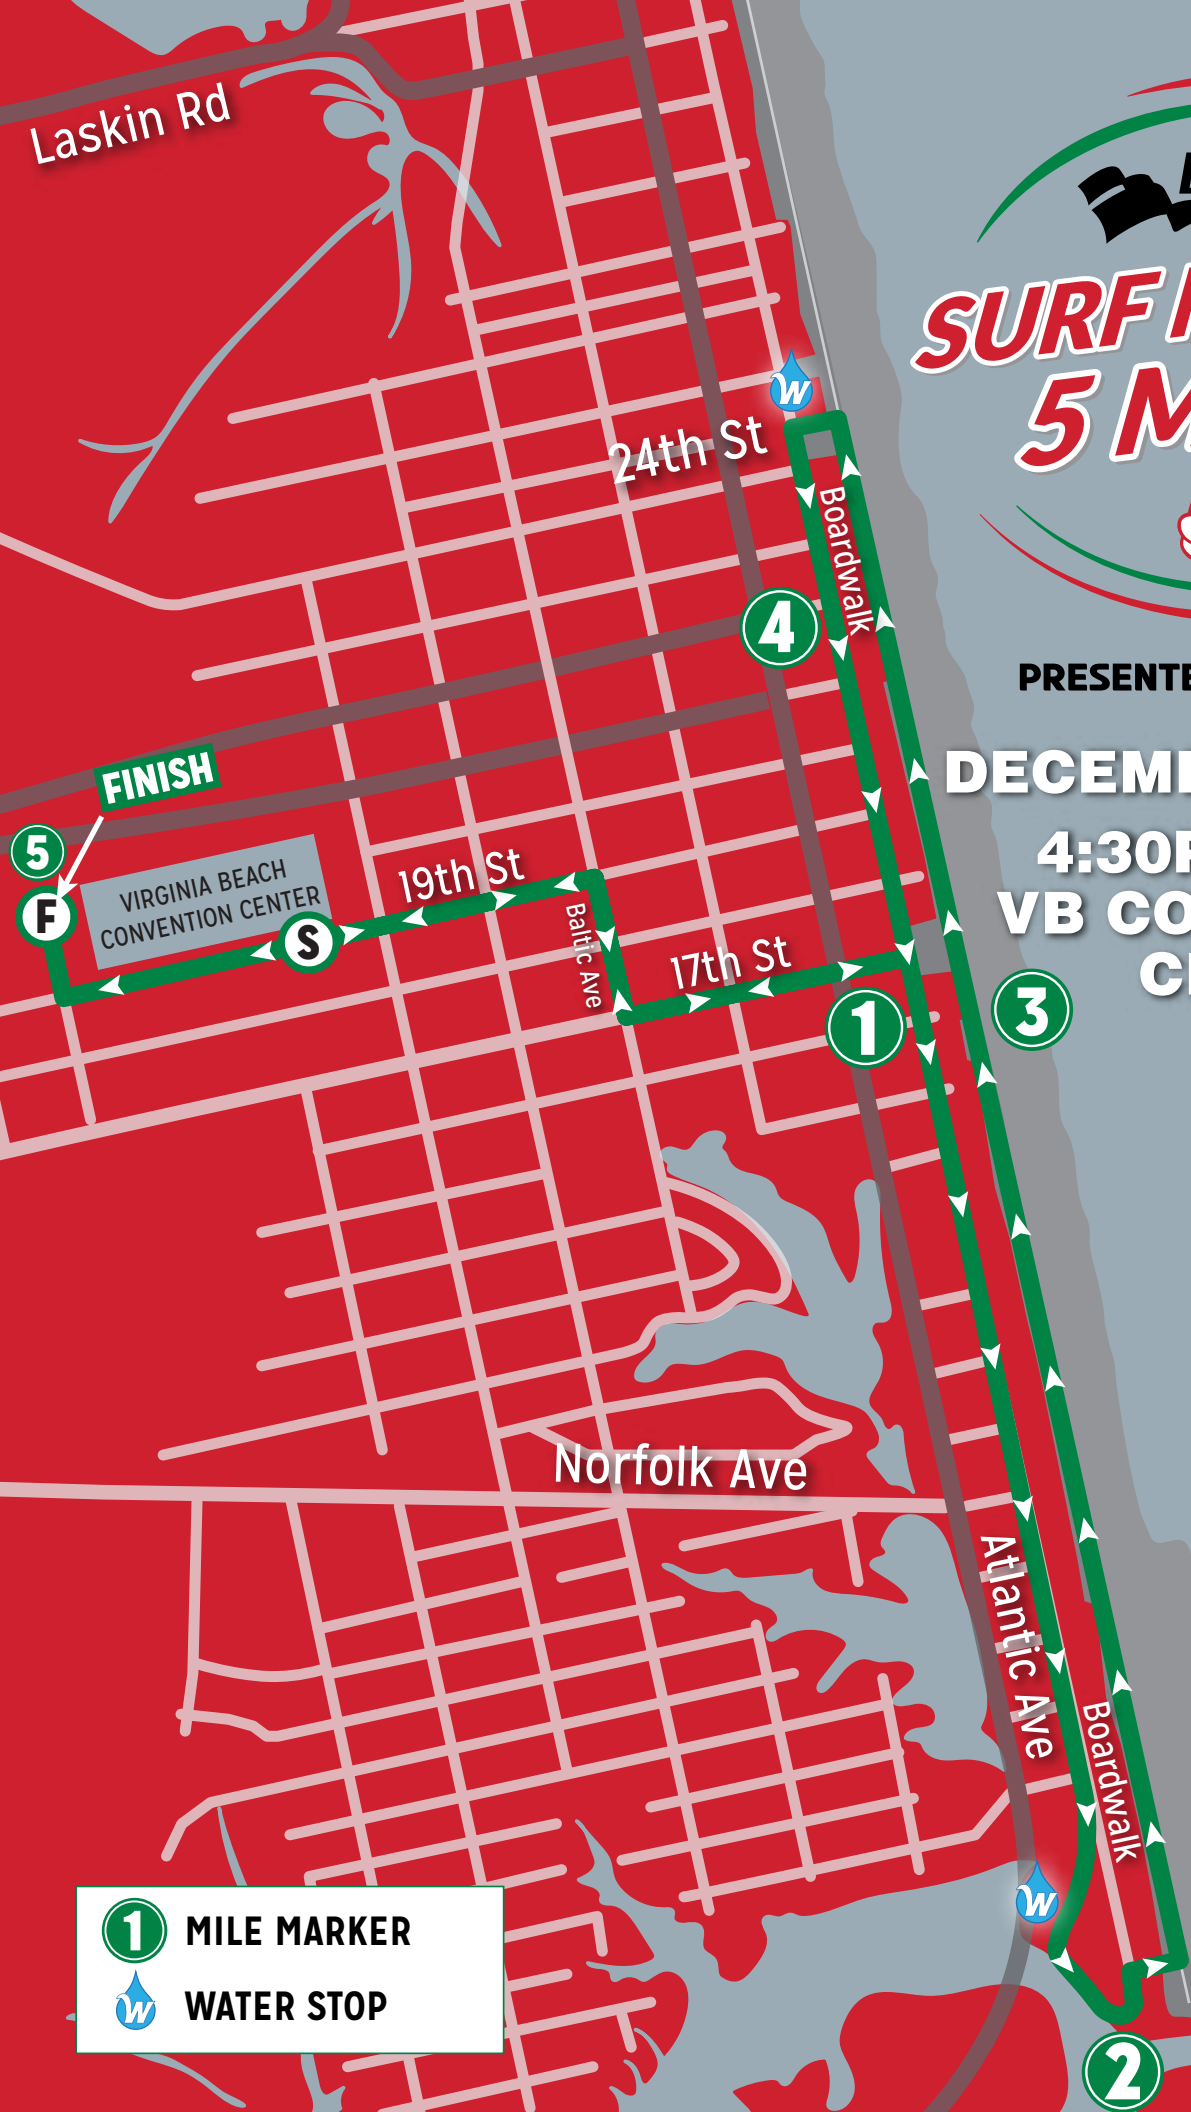 Laskin Rd
SURF
5 M
24th St
Boardwalk
4
PRESENTE
FINISH
DECEM
4:30
5
VIRGINIA BEACH
CONVENTION CENTER
19th St
VB CO
F
S
Baltic Ave
17th St
C
1
3
Norfolk Ave
Atlantic Ave
Boardwalk
W
W
1 MILE MARKER
W WATER STOP
2